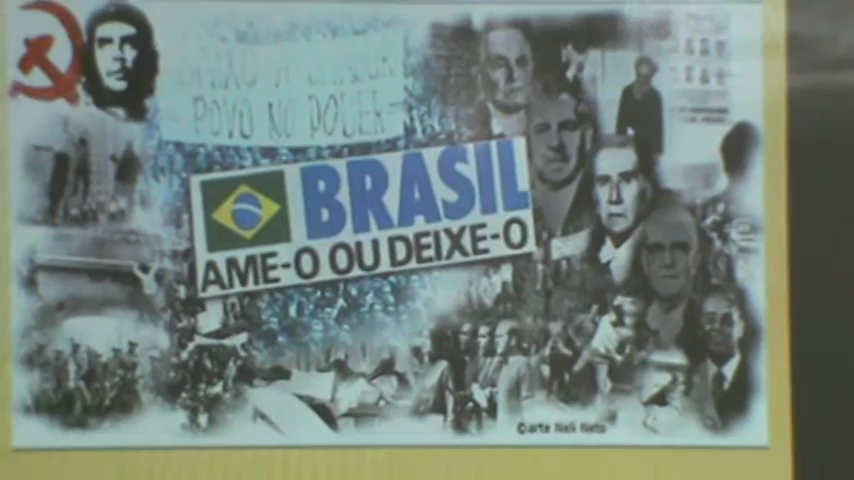 POVO NO PODER
BRASIL
AME-O OU DEIXE-O
©arte Neli Neto